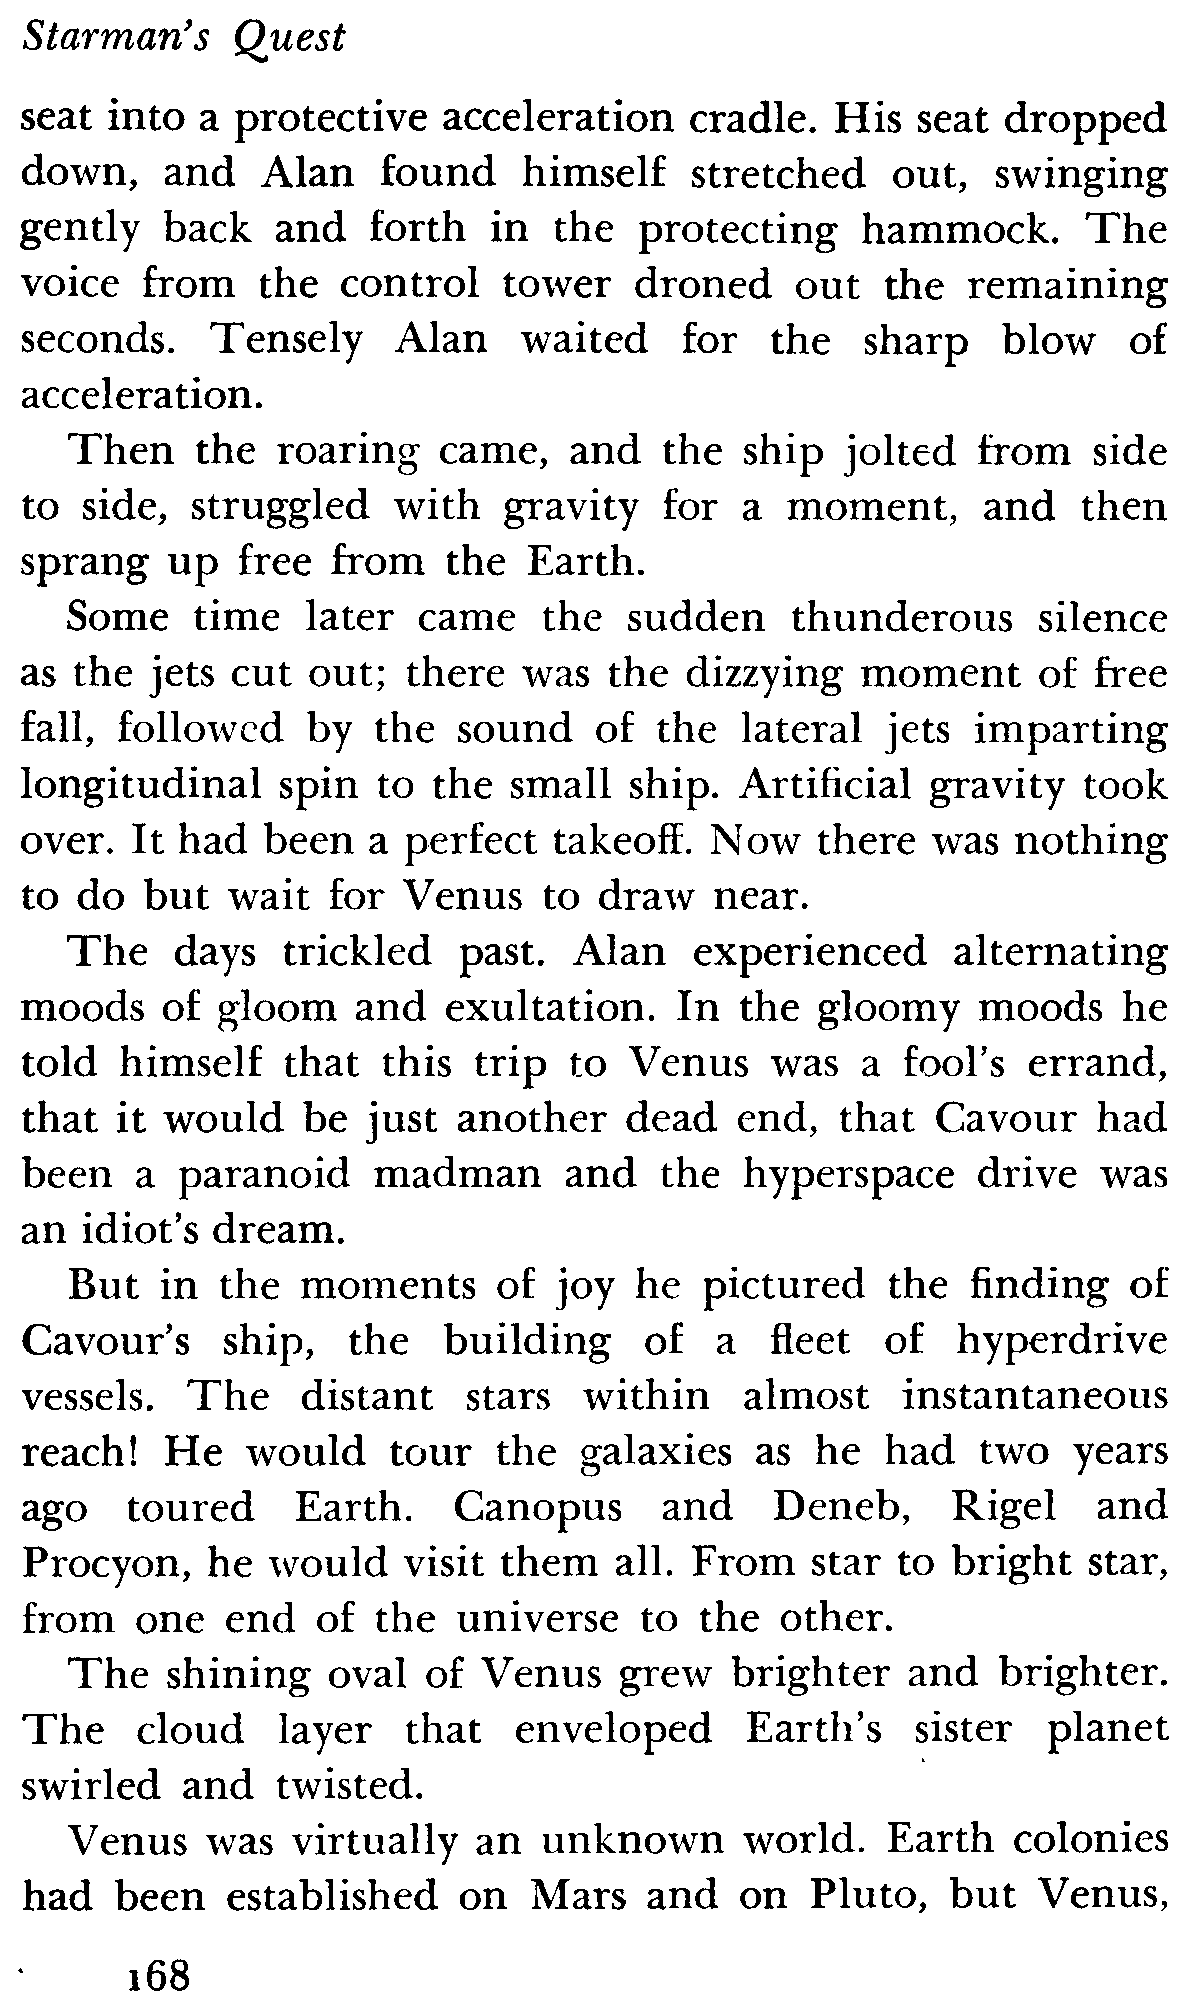 Starman's Quest
seat into a protective acceleration cradle. His seat dropped
down, and Alan found himself stretched out, swinging
gently back and forth in the protecting hammock. The
voice from the control tower droned out the remaining
seconds. Tensely Alan waited for the sharp blow of
acceleration.
Then the roaring came, and the ship jolted from side
to side, struggled with gravity for a moment, and then
sprang up free from the Earth.
Some time later came the sudden thunderous silence
as the jets cut out; there was the dizzying moment of free
fall, followed by the sound of the lateral jets imparting
longitudinal spin to the small ship. Artificial gravity took
over. It had been a perfect takeoff. Now there was nothing
to do but wait for Venus to draw near.
The days trickled past. Alan experienced alternating
moods of gloom and exultation. In the gloomy moods he
told himself that this trip to Venus was a fool's errand,
that it would be just another dead end, that Cavour had
been a paranoid madman and the hyperspace drive was
an idiot's dream.
But in the moments of joy he pictured the finding of
Cavour's ship, the building of a fleet of hyperdrive
vessels. The distant stars within almost instantaneous
reach! He would tour the galaxies as he had two years
ago toured Earth. Canopus and Deneb, Rigel and
Procyon, he would visit them all. From star to bright star,
from one end of the universe to the other.
The shining oval of Venus grew brighter and brighter.
The cloud layer that enveloped Earth's sister planet
swirled and twisted.
Venus was virtually an unknown world. Earth colonies
had been established on Mars and on Pluto, but Venus,
168